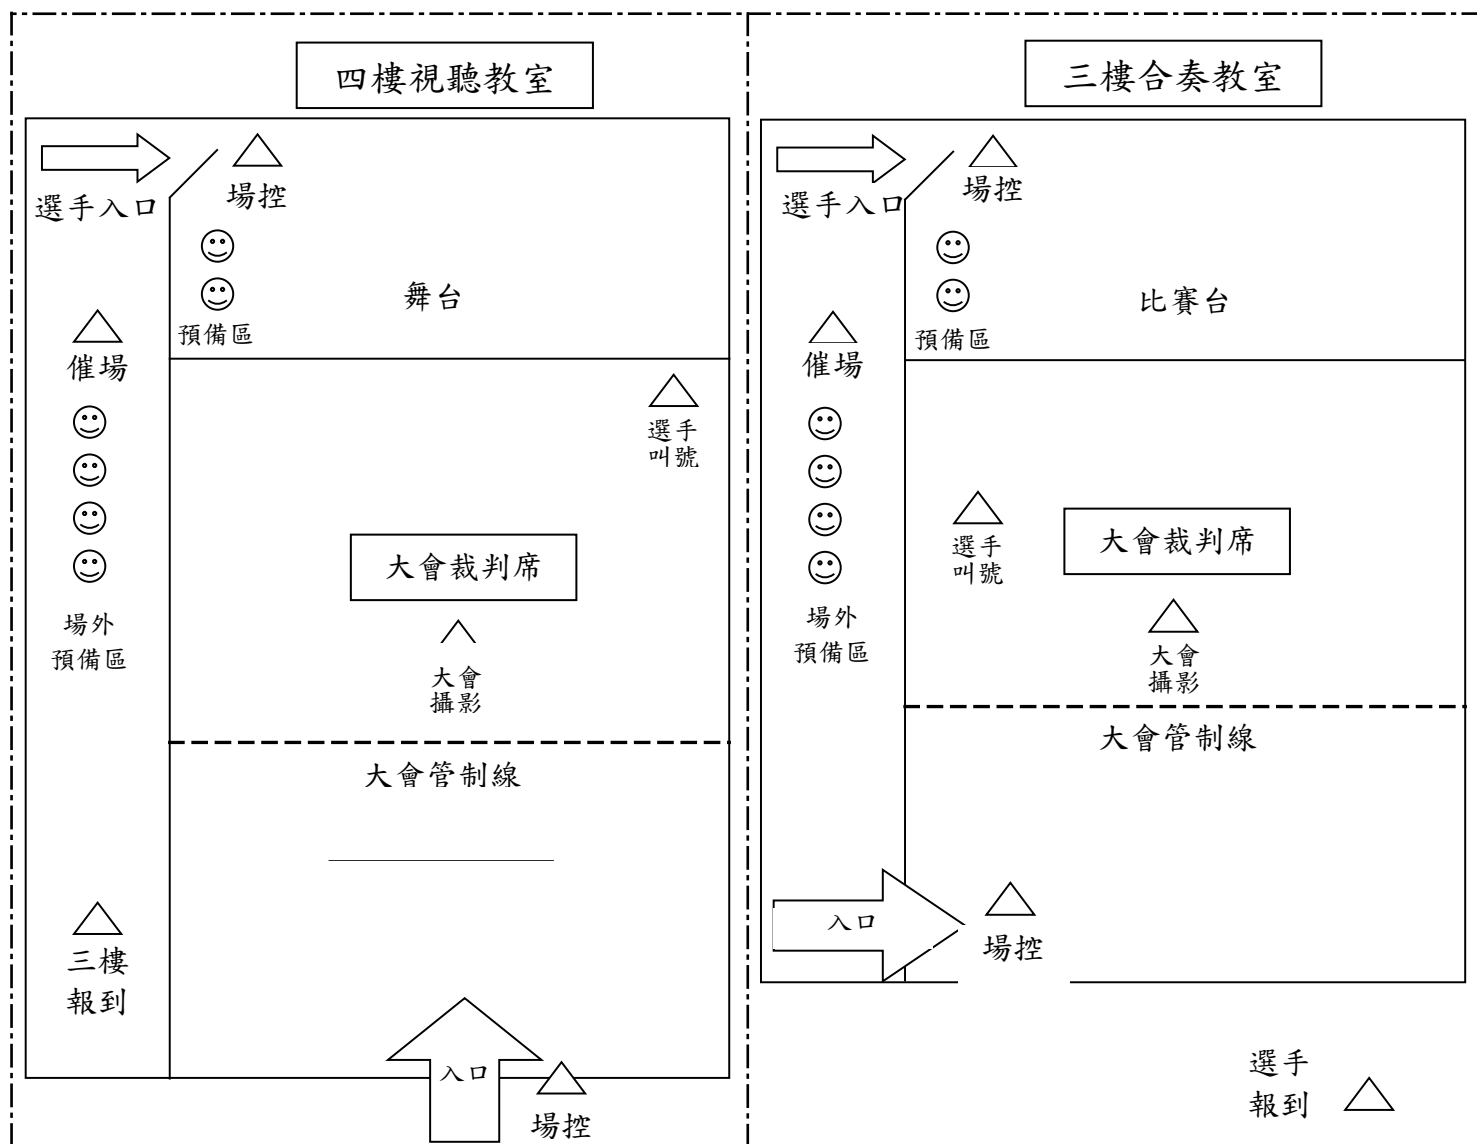 四樓視聽教室
選手入口
場控
預備區
舞台
催場
選手
叫號
大會裁判席
場外
預備區
大會
攝影
大會管制線
三樓
報到
入口
場控
三樓合奏教室
選手入口
場控
預備區
比賽台
催場
選手
叫號
大會裁判席
場外
預備區
大會
攝影
大會管制線
入口
場控
選手
報到